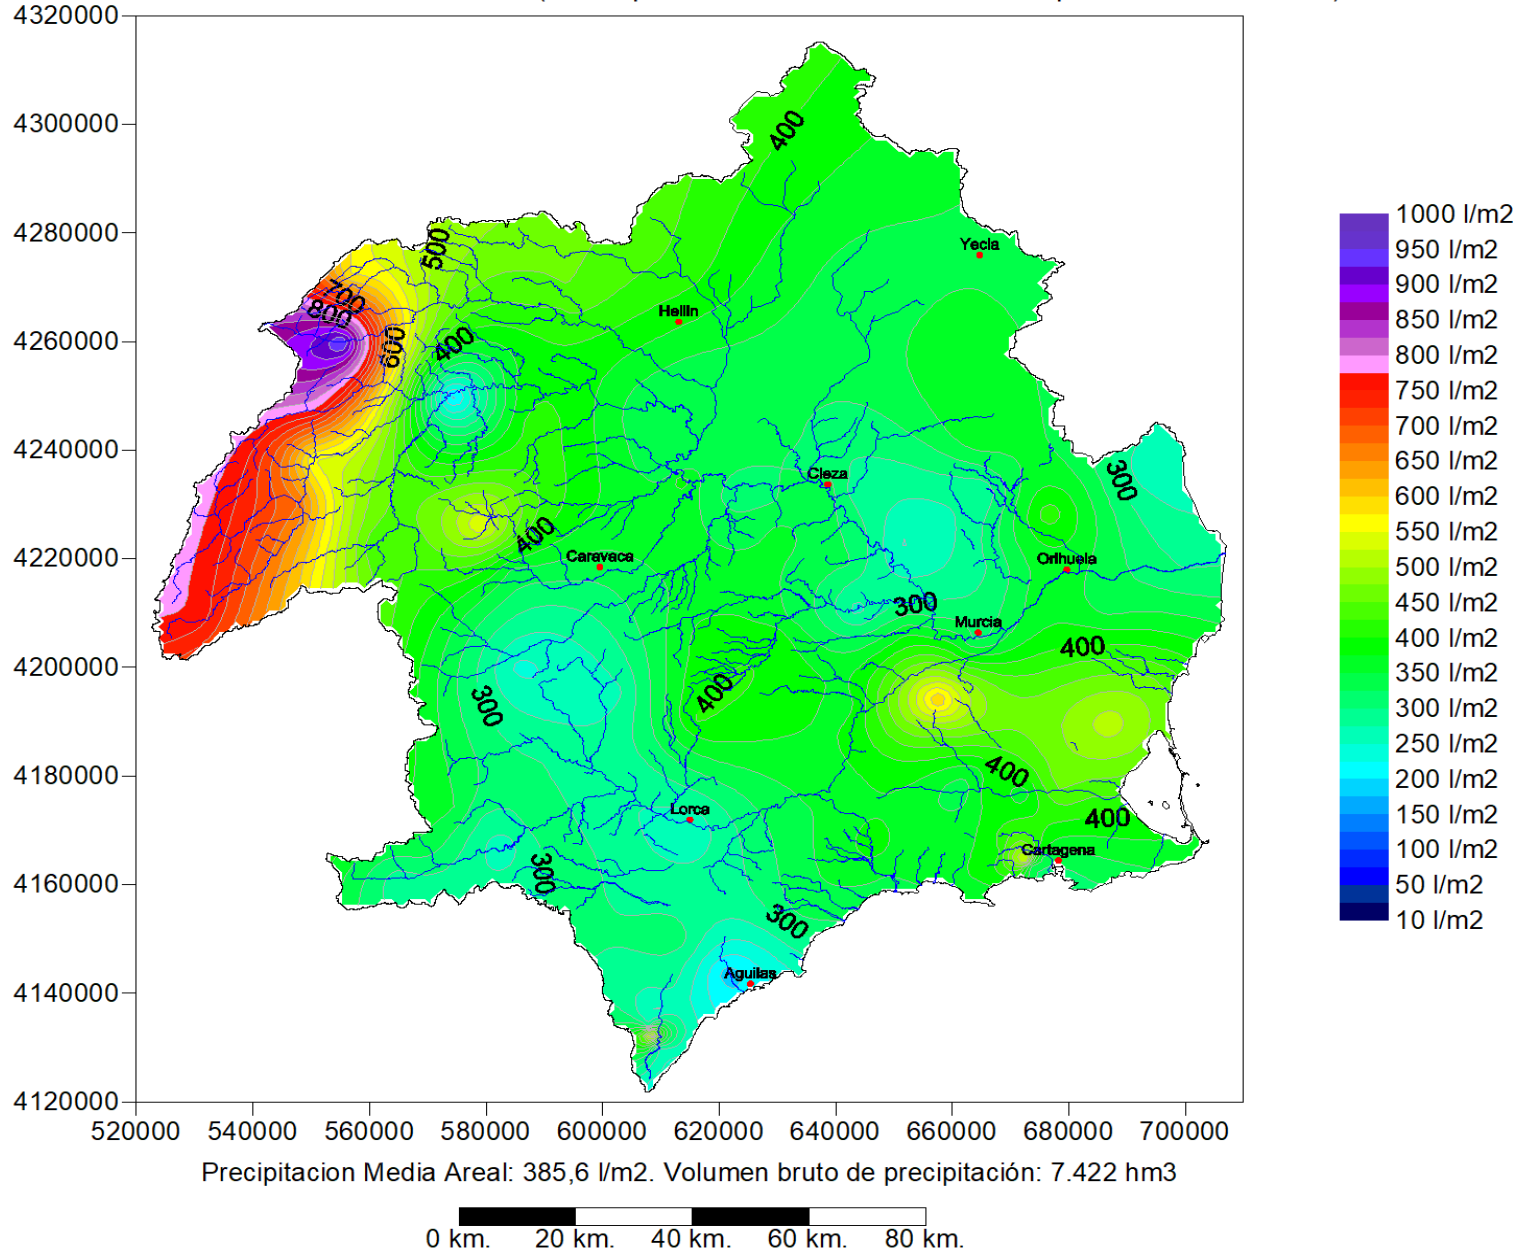 4320000
4300000
4280000
4260000
4240000
4220000
4200000
4180000
4160000
4140000
4120000
520000 540000 560000 580000 600000 620000 640000 660000 680000 700000
400
500
Yecla
700
800
Hellin
600
400
Cieza
300
400
Caravaca
Orihuela
300
Murcia
400
300
400
400
Lorca
400
Cartagena
300
300
Aguilas
1000 l/m2
950 l/m2
900 l/m2
850 l/m2
800 l/m2
750 l/m2
700 l/m2
650 l/m2
600 l/m2
550 l/m2
500 l/m2
450 l/m2
400 l/m2
350 l/m2
300 l/m2
250 l/m2
200 l/m2
150 l/m2
100 l/m2
50 l/m2
10 l/m2
Precipitacion Media Areal: 385,6 l/m2. Volumen bruto de precipitación: 7.422 hm3
0 km. 20 km. 40 km. 60 km. 80 km.